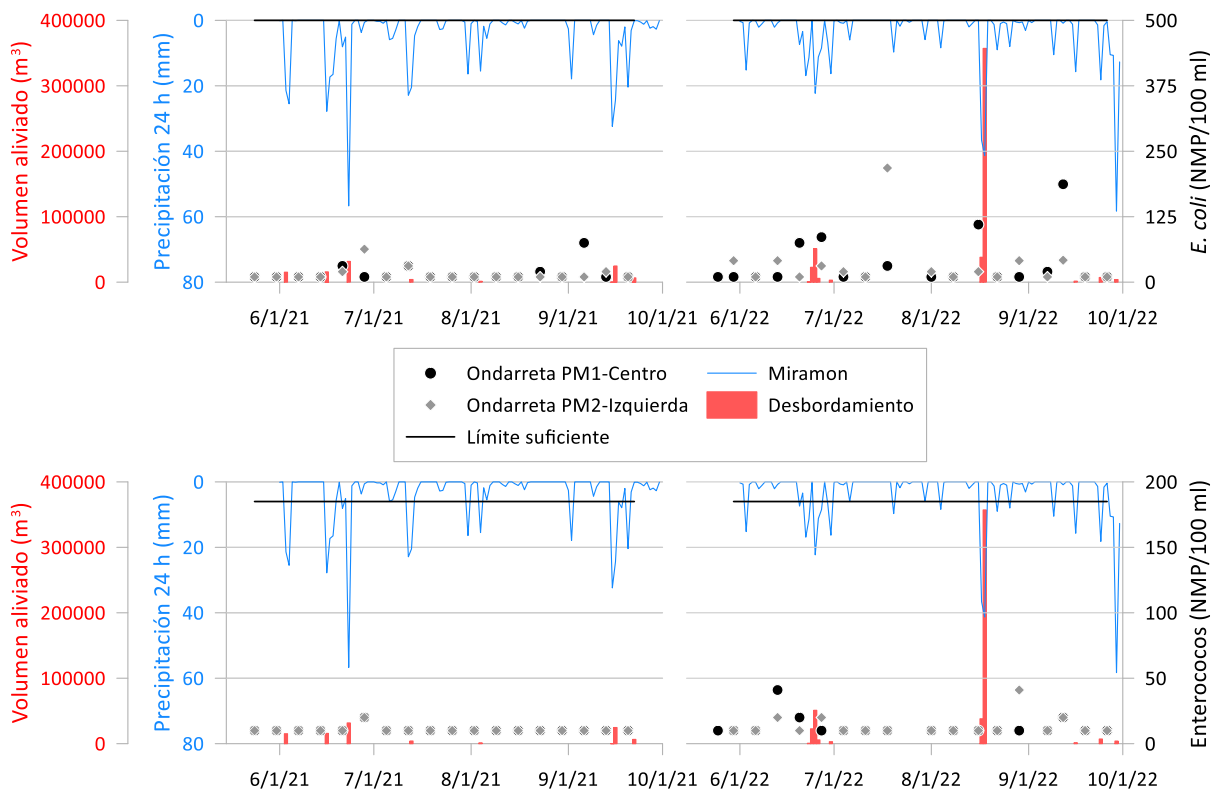 Volumen aliviado (m³)
400000
300000
200000
100000
0
Precipitación 24 h (mm)
0
20
40
60
80
500
375
250
125
0
E. coli (NMP/100 ml)
6/1/21 7/1/21 8/1/21 9/1/21 10/1/21 6/1/22 7/1/22 8/1/22 9/1/22 10/1/22
Ondarreta PM1-Centro Miramon
Ondarreta PM2-Izquierda Desbordamiento
Límite suficiente
Volumen aliviado (m³)
400000
300000
200000
100000
0
Precipitación 24 h (mm)
0
20
40
60
80
200
150
100
50
0
Enterococos (NMP/100 ml)
6/1/21 7/1/21 8/1/21 9/1/21 10/1/21 6/1/22 7/1/22 8/1/22 9/1/22 10/1/22